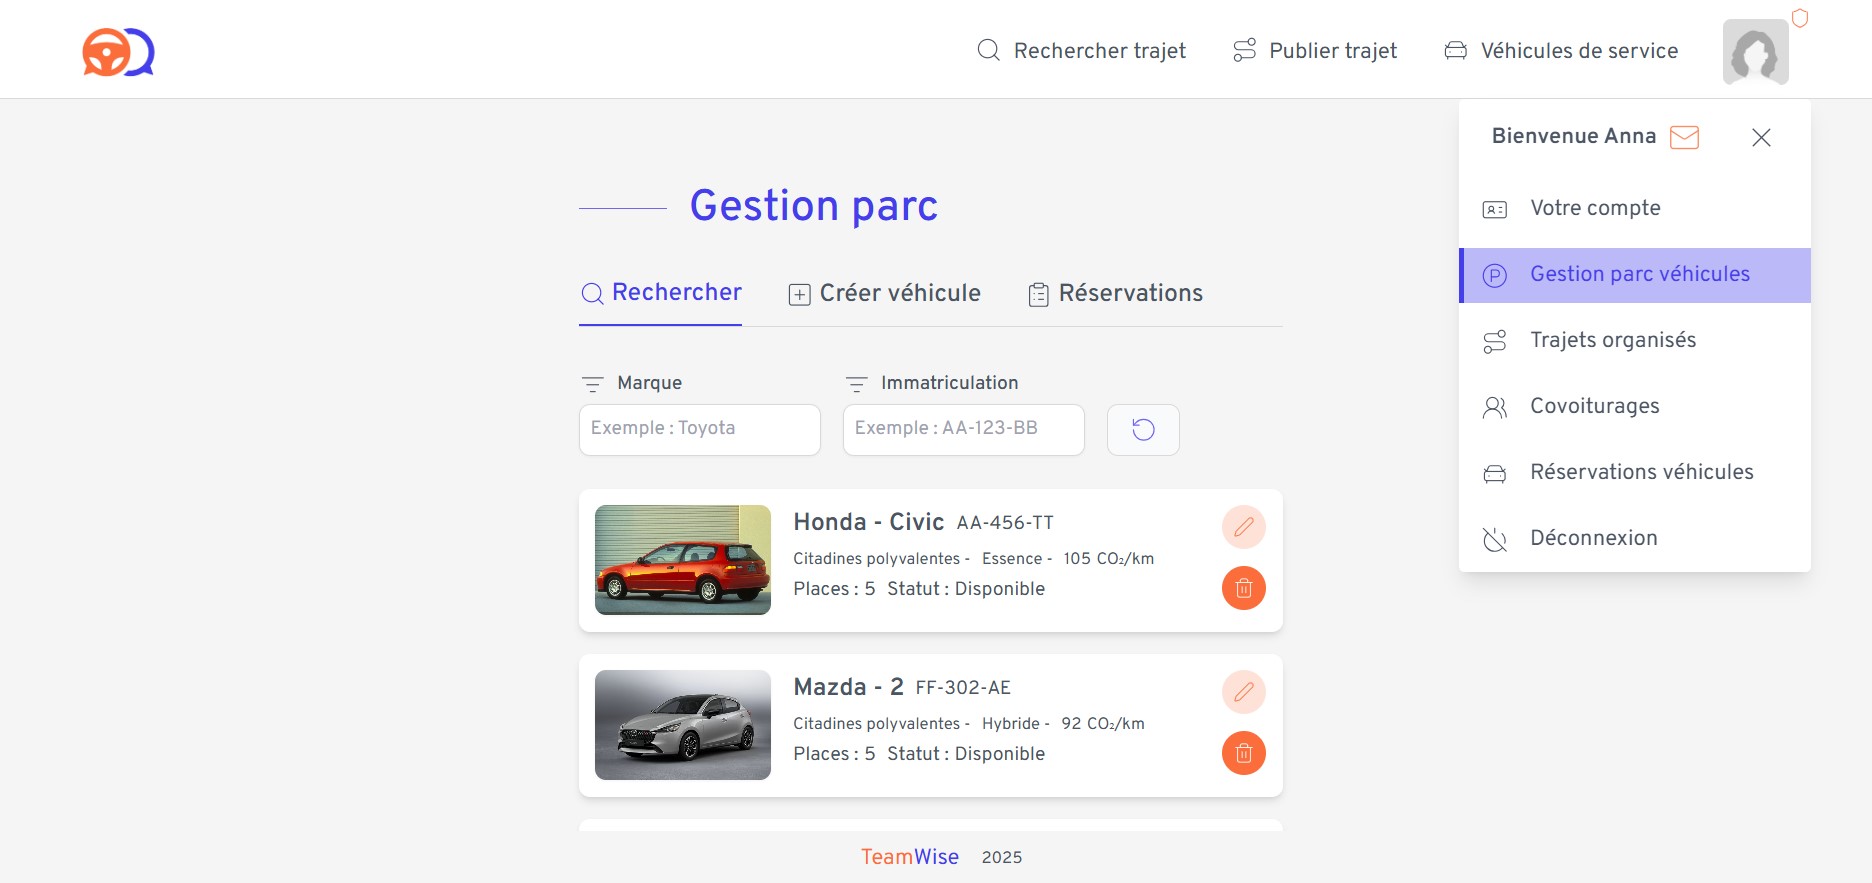 Rechercher trajet
Publier trajet
Véhicules de service
Bienvenue Anna
Votre compte
Gestion parc véhicules
Trajets organisés
Covoiturages
Réservations véhicules
Déconnexion
Gestion parc
Rechercher
Créer véhicule
Réservations
Marque
Immatriculation
Exemple : Toyota
Exemple : AA-123-BB
Honda - Civic AA-456-TT
Citadines polyvalentes - Essence - 105 CO₂/km
Places : 5 Statut : Disponible
Mazda - 2 FF-302-AE
Citadines polyvalentes - Hybride - 92 CO₂/km
Places : 5 Statut : Disponible
TeamWise 2025